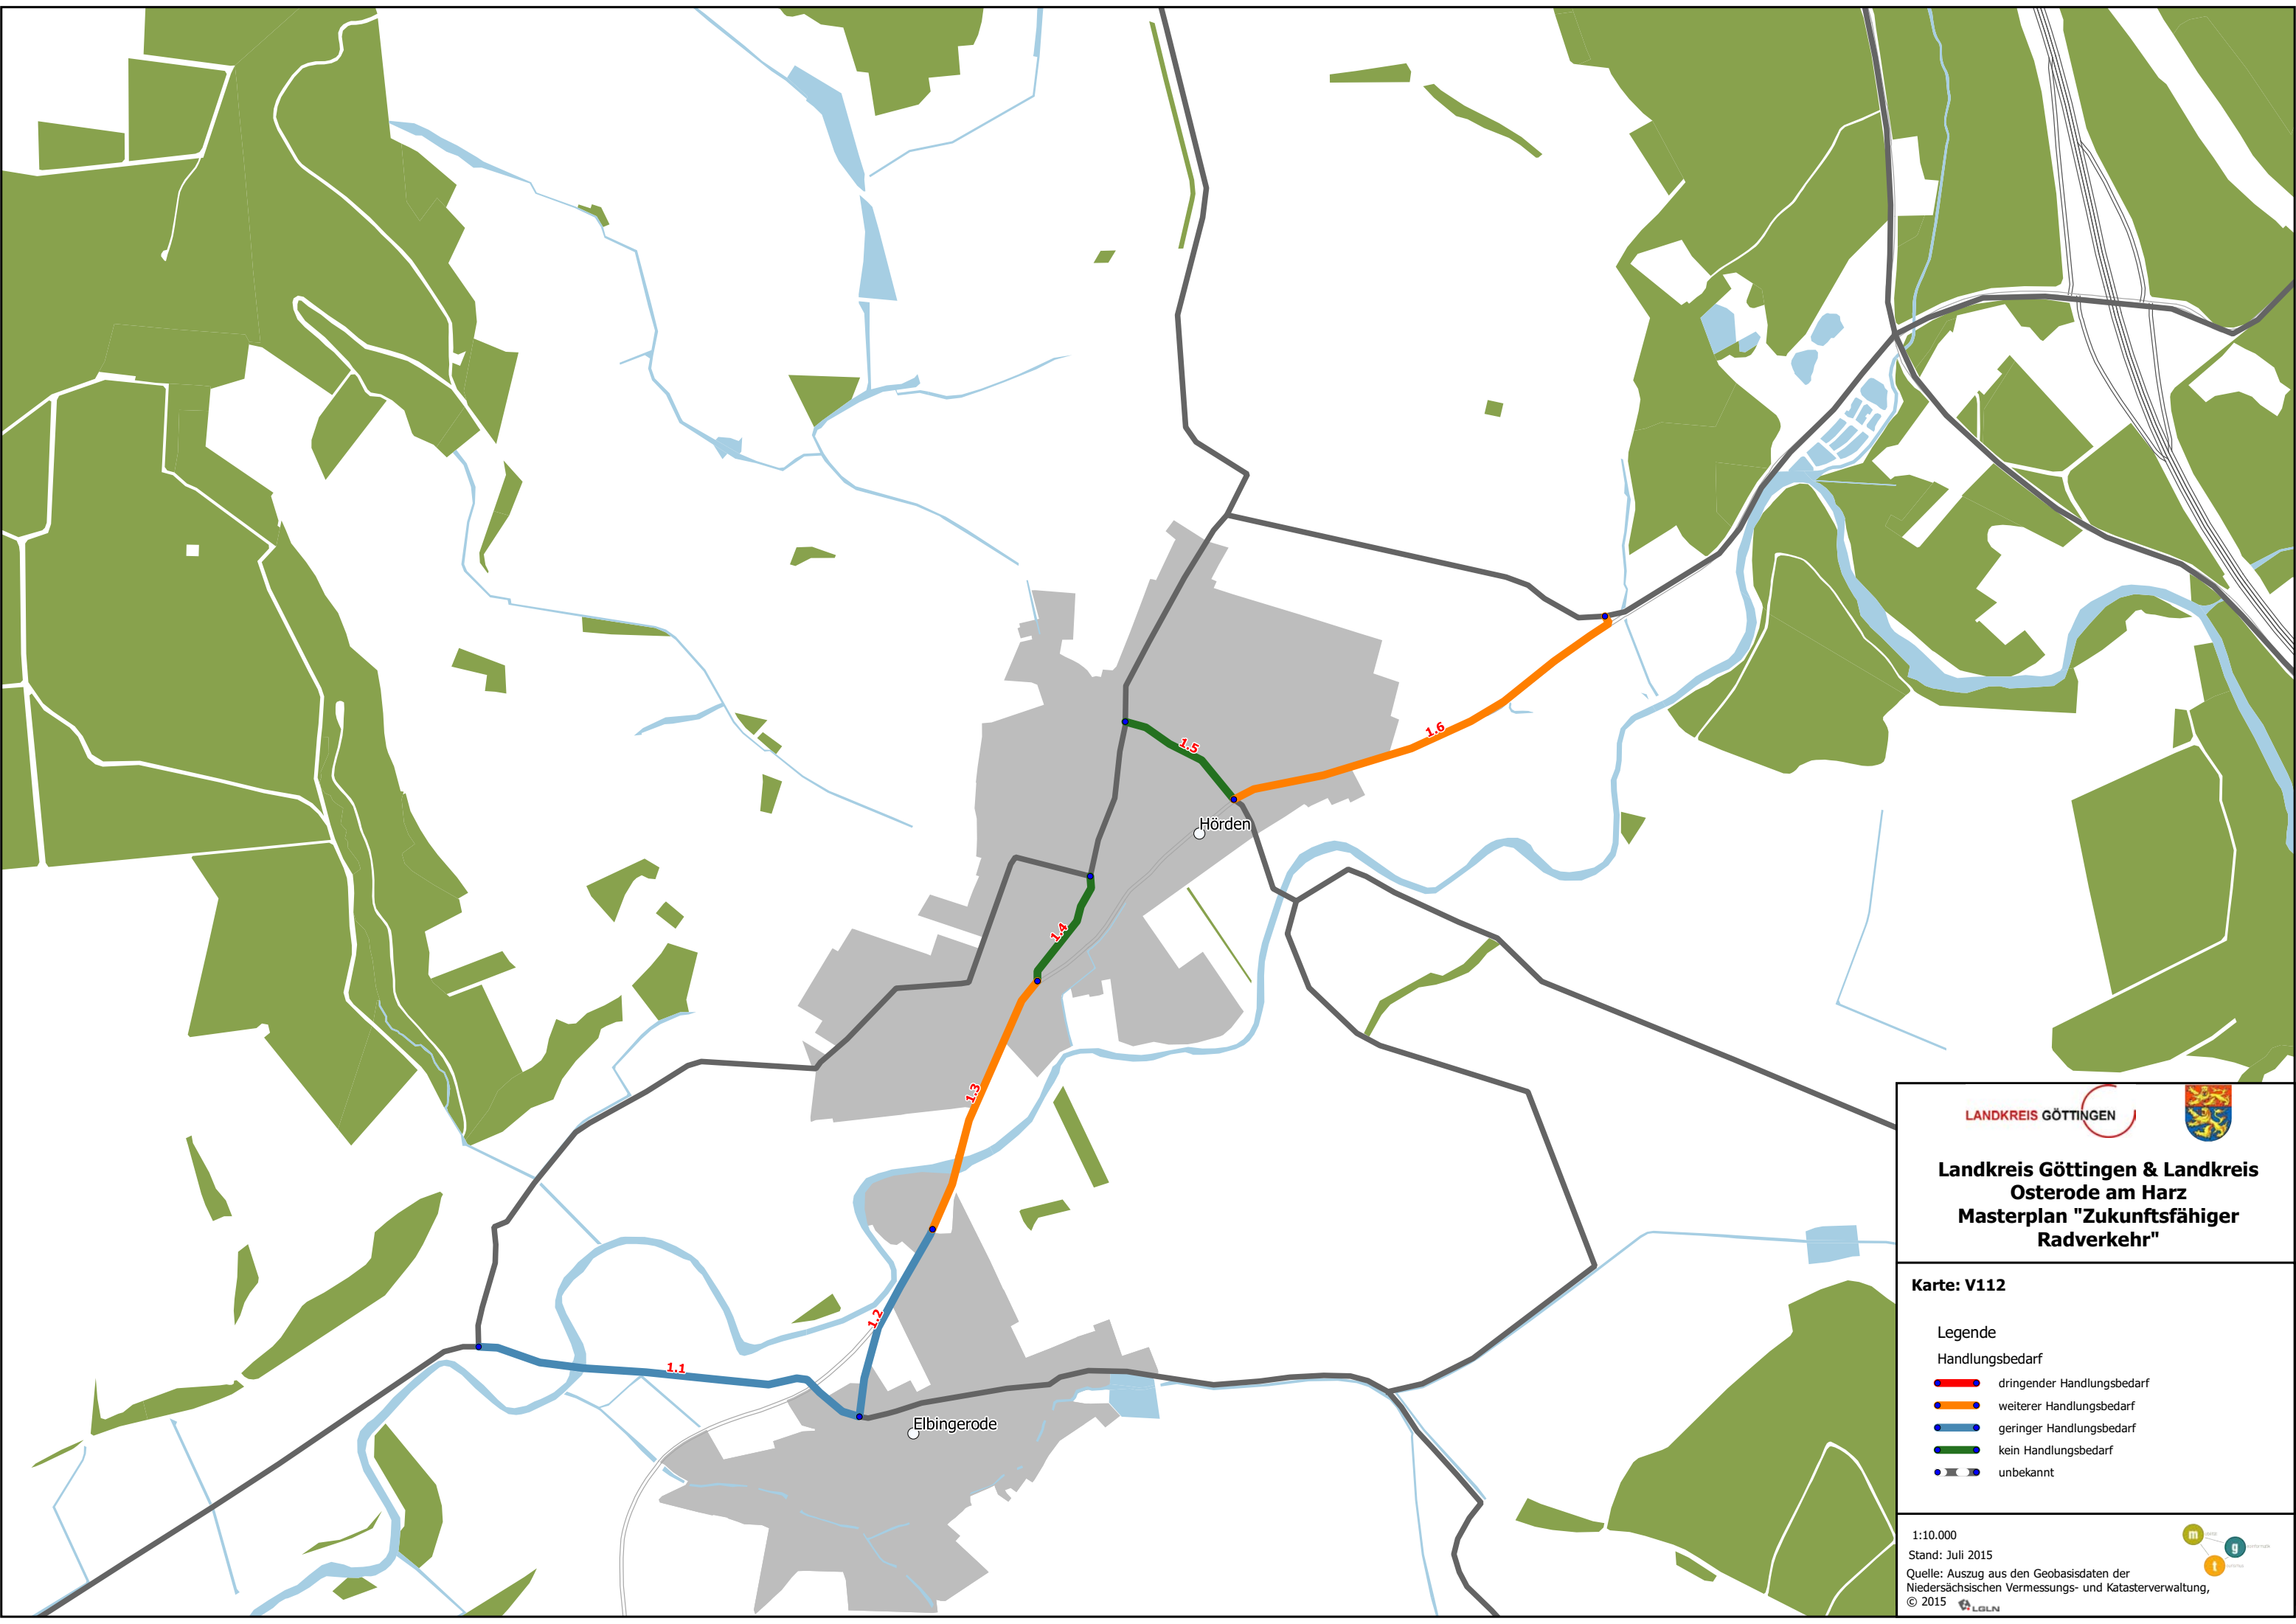 1.6
1.5
Hörden
1.4
1.3
1.2
1.1
Elbingerode
LANDKREIS GÖTTINGEN
Landkreis Göttingen & Landkreis
Osterode am Harz
Masterplan "Zukunftsfähiger
Radverkehr"
Karte: V112
Legende
Handlungsbedarf
dringender Handlungsbedarf
weiterer Handlungsbedarf
geringer Handlungsbedarf
kein Handlungsbedarf
unbekannt
1:10.000
Stand: Juli 2015
Quelle: Auszug aus den Geobasisdaten der
Niedersächsischen Vermessungs- und Katasterverwaltung,
© 2015 LGLN
m
g
t